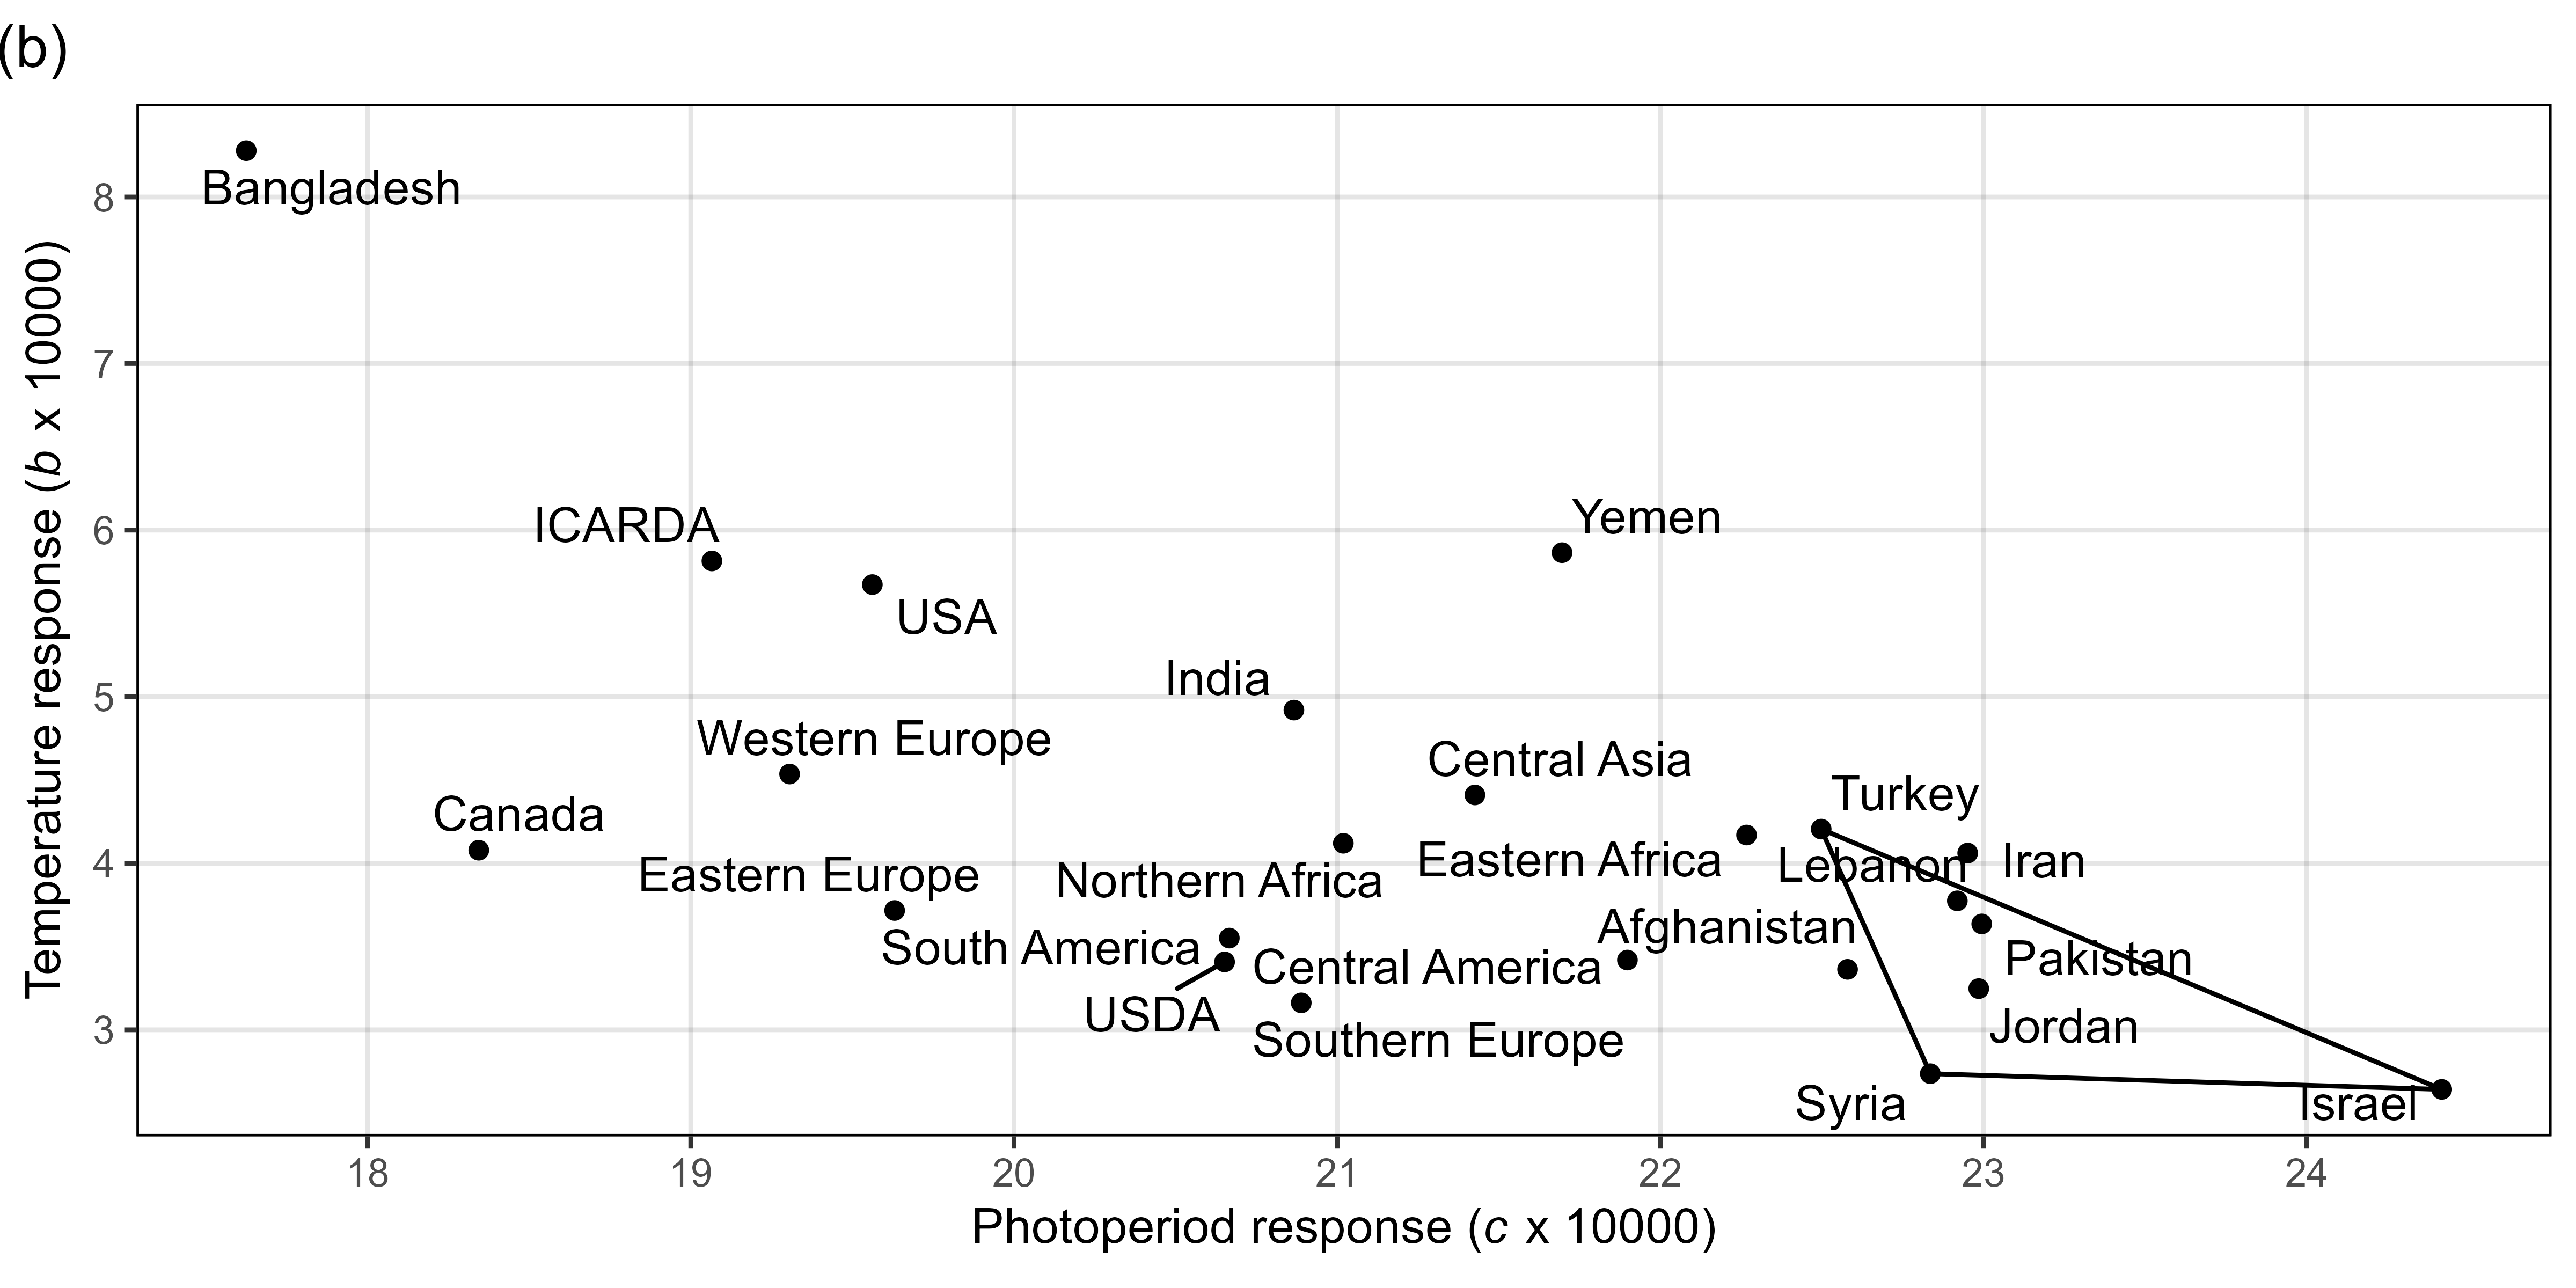 (b)
Temperature response (b x 10000)
8
7
6
5
4
3
Bangladesh
ICARDA
Yemen
USA
India
Western Europe
Central Asia
Turkey
Canada
Eastern Europe
Northern Africa
Eastern Africa
Lebanon
Iran
South America
Afghanistan
Central America
Pakistan
USDA
Southern Europe
Jordan
Syria
Israel
18
19
20
21
22
23
24
Photoperiod response (c x 10000)